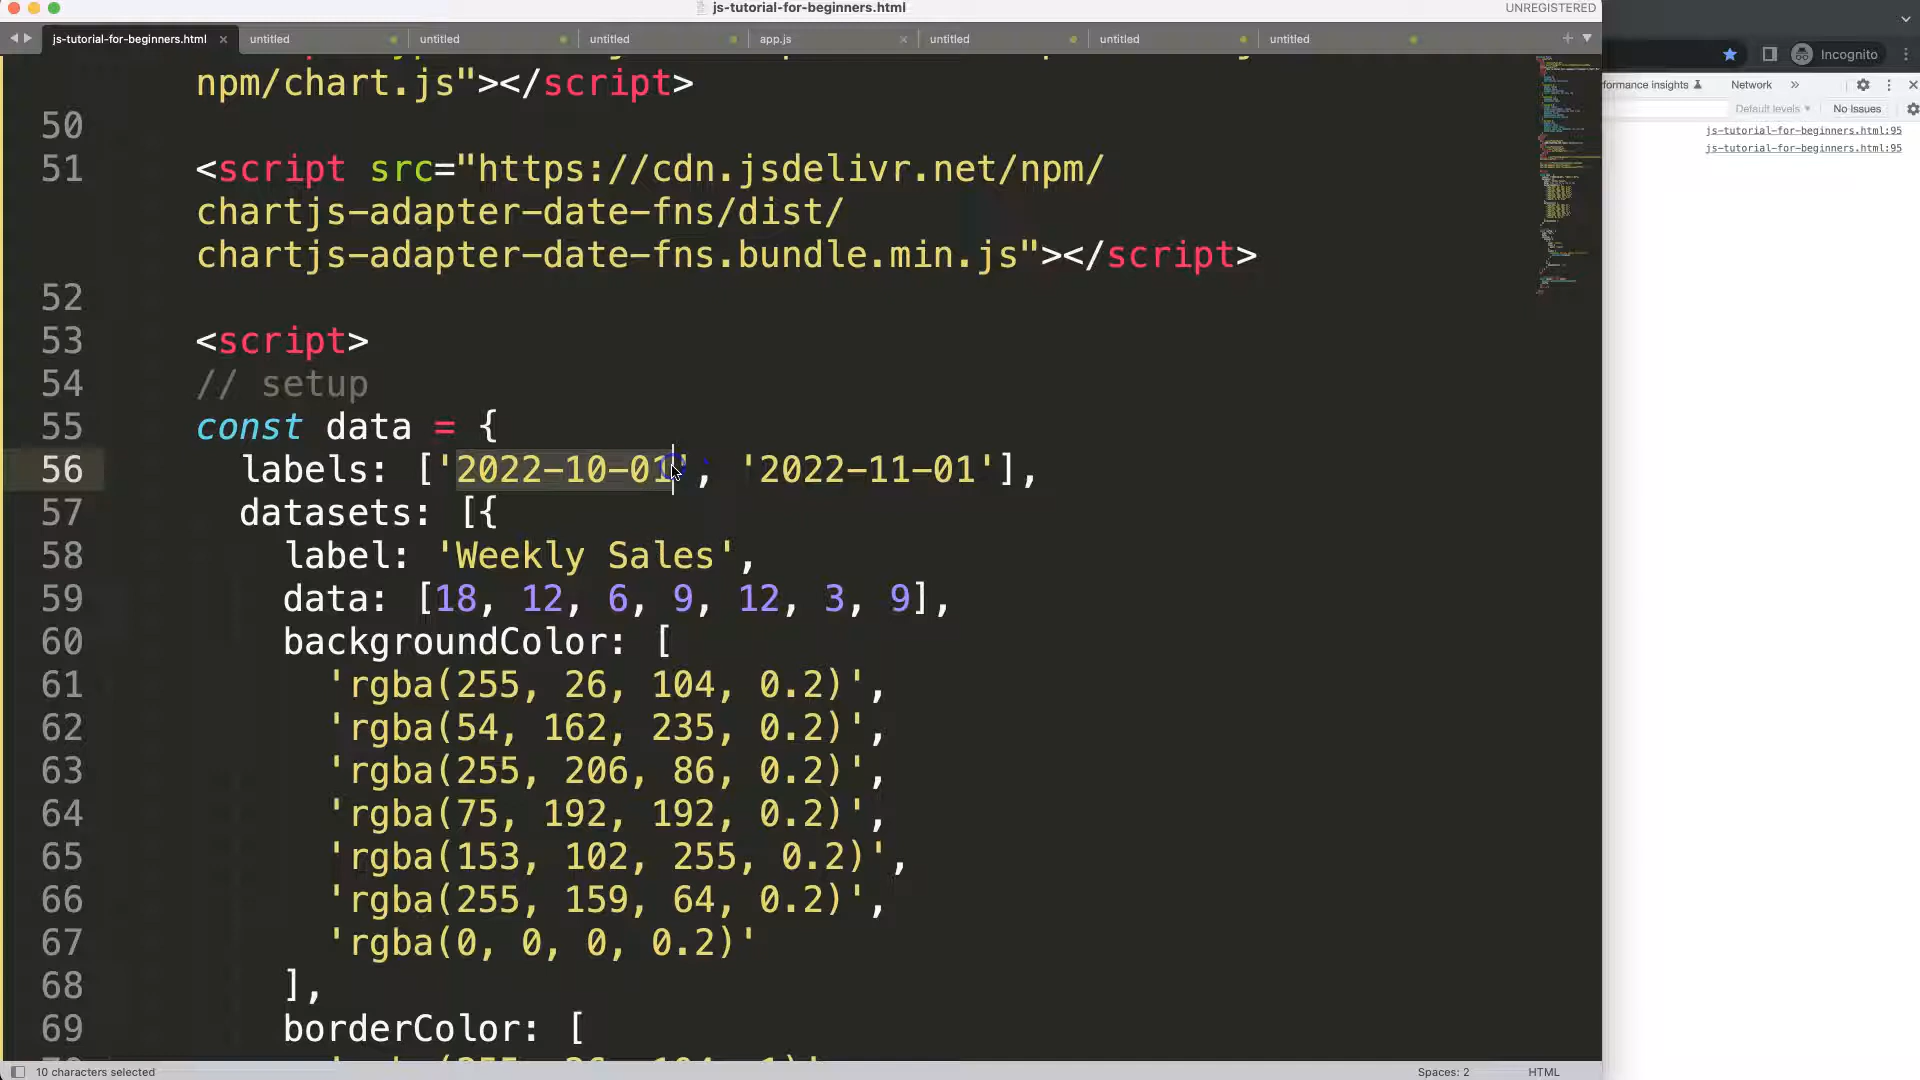 js-tutorial-for-beginners.html
UNREGISTERED
js-tutorial-for-beginners.html × untitled untitled untitled app.js × untitled untitled untitled + ▼
Incognito
npm/chart.js"></script>
50
51 <script src="https://cdn.jsdelivr.net/npm/
chartjs-adapter-date-fns/dist/
chartjs-adapter-date-fns.bundle.min.js"></script>
52
53 <script>
54 // setup
55 const data = {
56 labels: ['2022-10-01', '2022-11-01'],
57 datasets: [{
58 label: 'Weekly Sales',
59 data: [18, 12, 6, 9, 12, 3, 9],
60 backgroundColor: [
61 'rgba(255, 26, 104, 0.2)',
62 'rgba(54, 162, 235, 0.2)',
63 'rgba(255, 206, 86, 0.2)',
64 'rgba(75, 192, 192, 0.2)',
65 'rgba(153, 102, 255, 0.2)',
66 'rgba(255, 159, 64, 0.2)',
67 'rgba(0, 0, 0, 0.2)'
68 ],
69 borderColor: [
formance insights Network »
Default levels ▼ No Issues
js-tutorial-for-beginners.html:95
js-tutorial-for-beginners.html:95
10 characters selected
Spaces: 2 HTML